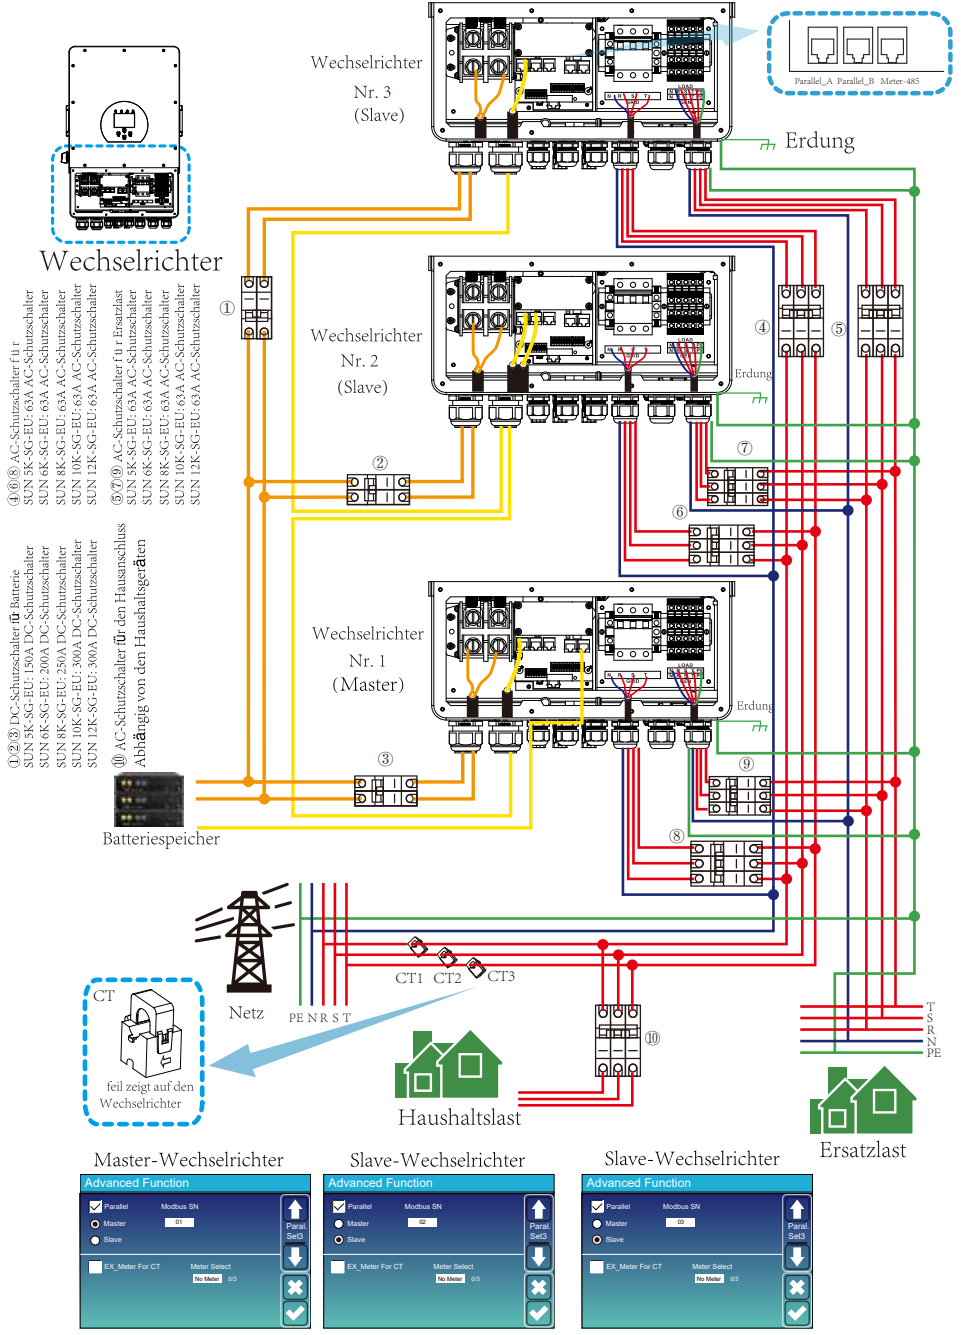 Wechselrichter
Nr. 3
(Slave)
Parallel_A Parallel_B Meter-485
Erdung
Wechselrichter
LOAD
N R S T
GRID
①
④⑥⑧ AC-Schutzschalter f ü r
SUN 5K-SG-EU: 63A AC-Schutzschalter
SUN 6K-SG-EU: 63A AC-Schutzschalter
SUN 8K-SG-EU: 63A AC-Schutzschalter
SUN 10K-SG-EU: 63A AC-Schutzschalter
SUN 12K-SG-EU: 63A AC-Schutzschalter
⑤⑦⑨ AC-Schutzschalter f ü r Ersatzlast
SUN 5K-SG-EU: 63A AC-Schutzschalter
SUN 6K-SG-EU: 63A AC-Schutzschalter
SUN 8K-SG-EU: 63A AC-Schutzschalter
SUN 10K-SG-EU: 63A AC-Schutzschalter
SUN 12K-SG-EU: 63A AC-Schutzschalter
Wechselrichter
Nr. 2
(Slave)
LOAD
GRID
④
⑤
Erdung
②
⑦
⑥
①②③ DC-Schutzschalter für Batterie
SUN 5K-SG-EU: 150A DC-Schutzschalter
SUN 6K-SG-EU: 200A DC-Schutzschalter
SUN 8K-SG-EU: 250A DC-Schutzschalter
SUN 10K-SG-EU: 300A DC-Schutzschalter
SUN 12K-SG-EU: 300A DC-Schutzschalter
⑩ AC-Schutzschalter für den Hausanschluss
Abhängig von den Haushaltsgeräten
Wechselrichter
Nr. 1
(Master)
LOAD
N R S T
GRID
Erdung
③
⑨
Batteriespeicher
⑧
CT1 CT2 CT3
CT
Netz
PE N R S T
⑩
T
S
R
N
PE
feil zeigt auf den
Wechselrichter
Haushaltslast
Ersatzlast
Master-Wechselrichter
Advanced Function
Parallel Modbus SN
Master 01
Slave
Paral.
Set3
EX_Meter For CT Meter Select
No Meter 0/3
Slave-Wechselrichter
Advanced Function
Parallel Modbus SN
Master 02
Slave
Paral.
Set3
EX_Meter For CT Meter Select
No Meter 0/3
Slave-Wechselrichter
Advanced Function
Parallel Modbus SN
Master 03
Slave
Paral.
Set3
EX_Meter For CT Meter Select
No Meter 0/3